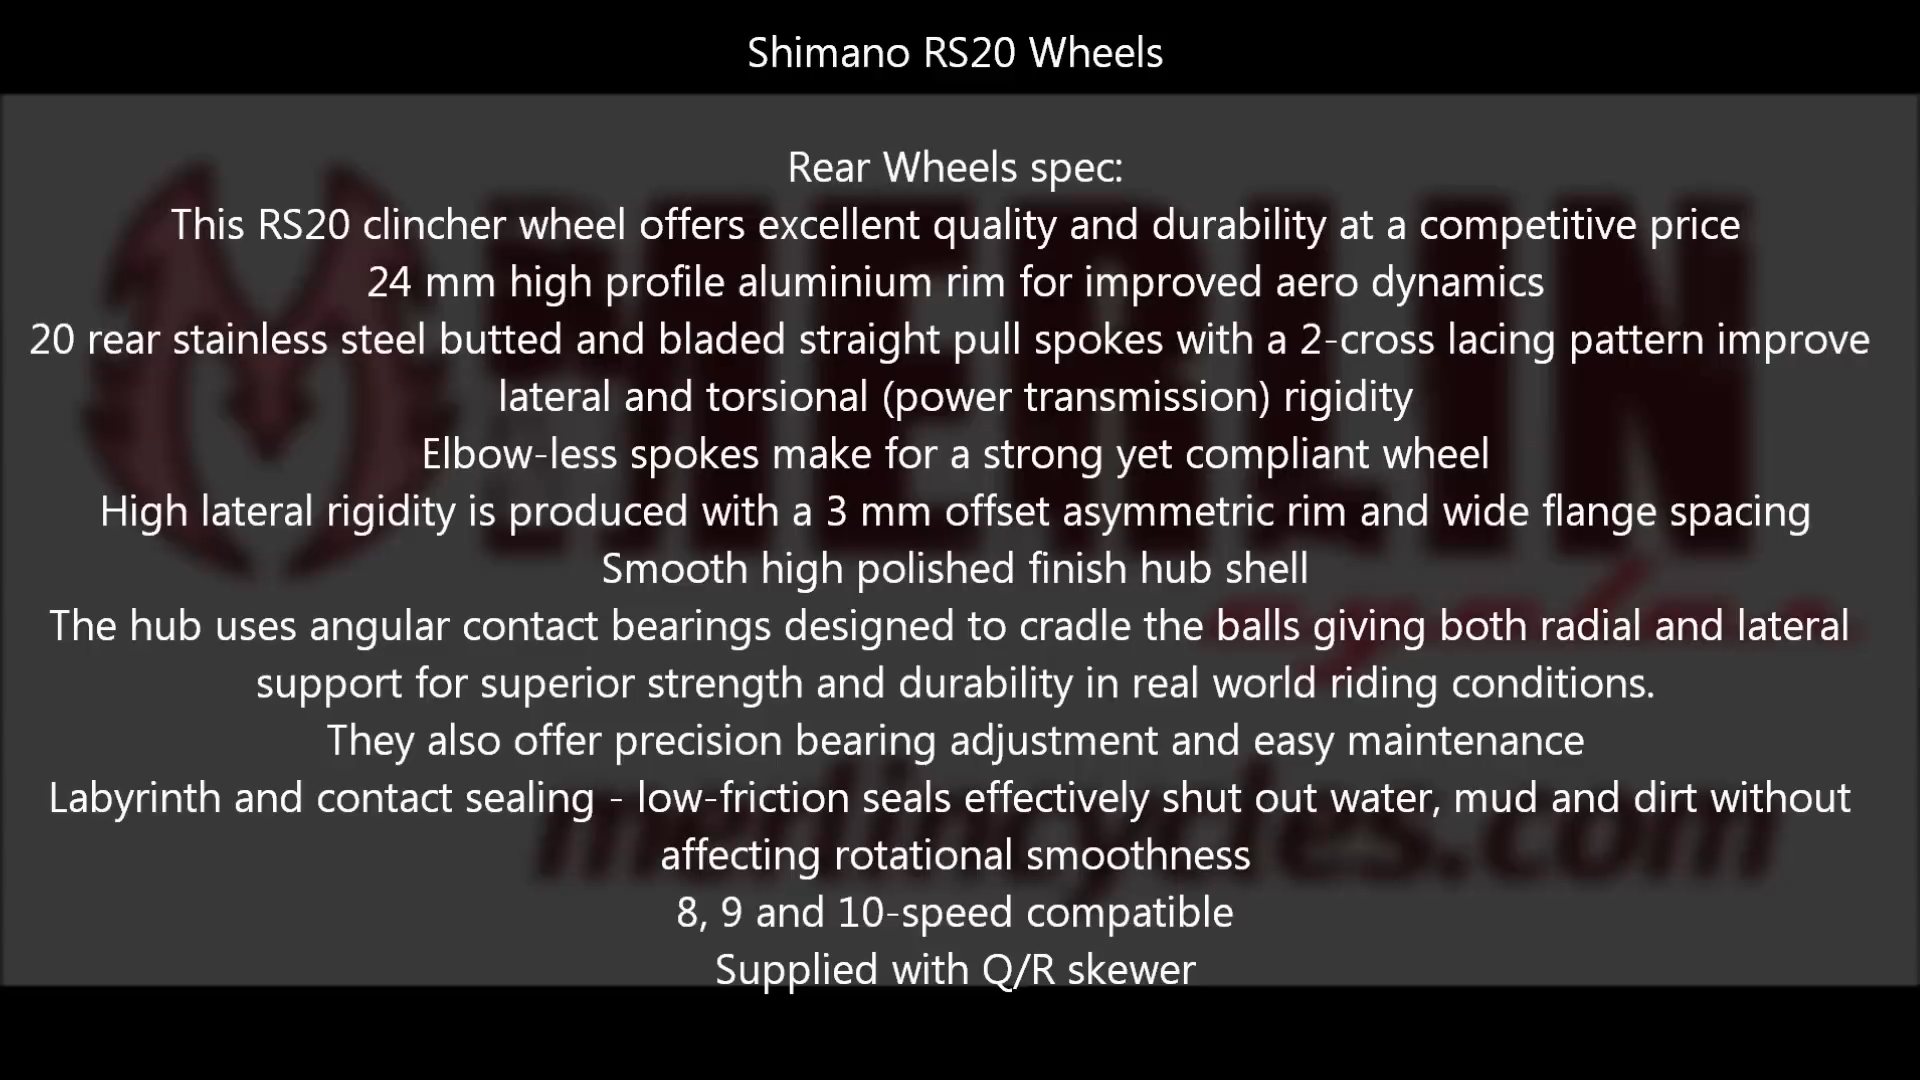 Shimano RS20 Wheels
Rear Wheels spec:
This RS20 clincher wheel offers excellent quality and durability at a competitive price
24 mm high profile aluminium rim for improved aero dynamics
20 rear stainless steel butted and bladed straight pull spokes with a 2-cross lacing pattern improve
lateral and torsional (power transmission) rigidity
Elbow-less spokes make for a strong yet compliant wheel
High lateral rigidity is produced with a 3 mm offset asymmetric rim and wide flange spacing
Smooth high polished finish hub shell
The hub uses angular contact bearings designed to cradle the balls giving both radial and lateral
support for superior strength and durability in real world riding conditions.
They also offer precision bearing adjustment and easy maintenance
Labyrinth and contact sealing - low-friction seals effectively shut out water, mud and dirt without
affecting rotational smoothness
8, 9 and 10-speed compatible
Supplied with Q/R skewer
MERLIN
cycles
merlincycles.com